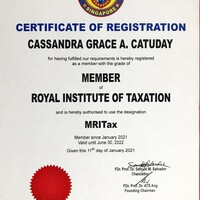 SINGAPORE
CERTIFICATE OF REGISTRATION
CASSANDRA GRACE A. CATUDAY
for having fulfilled our requirements is hereby registered
as a member with the grade of
MEMBER
of
ROYAL INSTITUTE OF TAXATION
and is hereby authorised to use the designation
MRITax
Member since January 2021
Valid until June 30, 2022
Given this 11th day of January 2021
Chancellor
FDr. Prot. Dr. ATS Ang
Founding Chairman